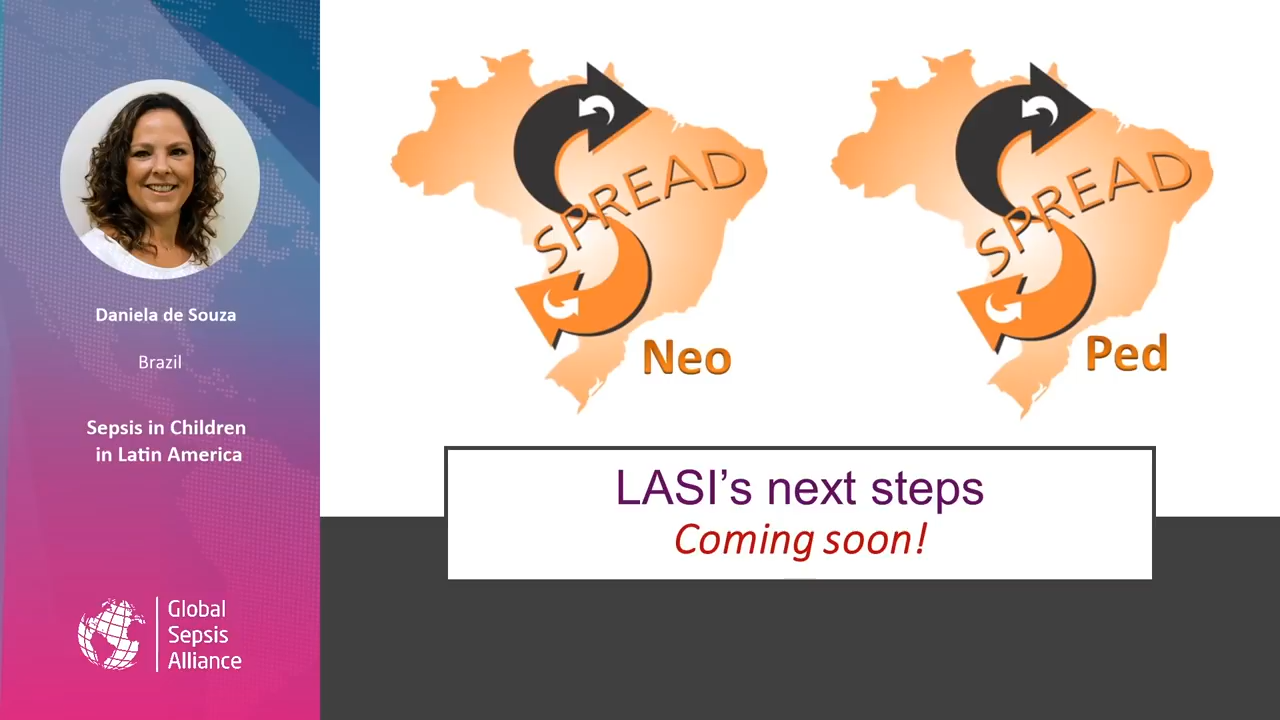 Daniela de Souza
Brazil
Sepsis in Children
in Latin America
Global
Sepsis
Alliance
SPREAD
Neo
SPREAD
Ped
LASI’s next steps
Coming soon!